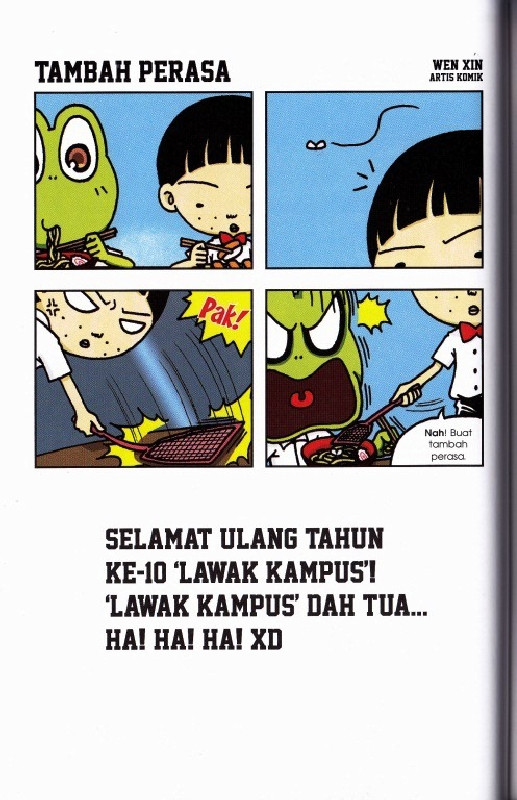 TAMBAH PERASA
WEN XIN
ARTIS KOMIK
Pak!
Niah! Buat
tambah
perasa.
SELAMAT ULANG TAHUN
KE-10 ‘LAWAK KAMPUS’!
‘LAWAK KAMPUS’ DAH TUA...
HA! HA! HA! XD